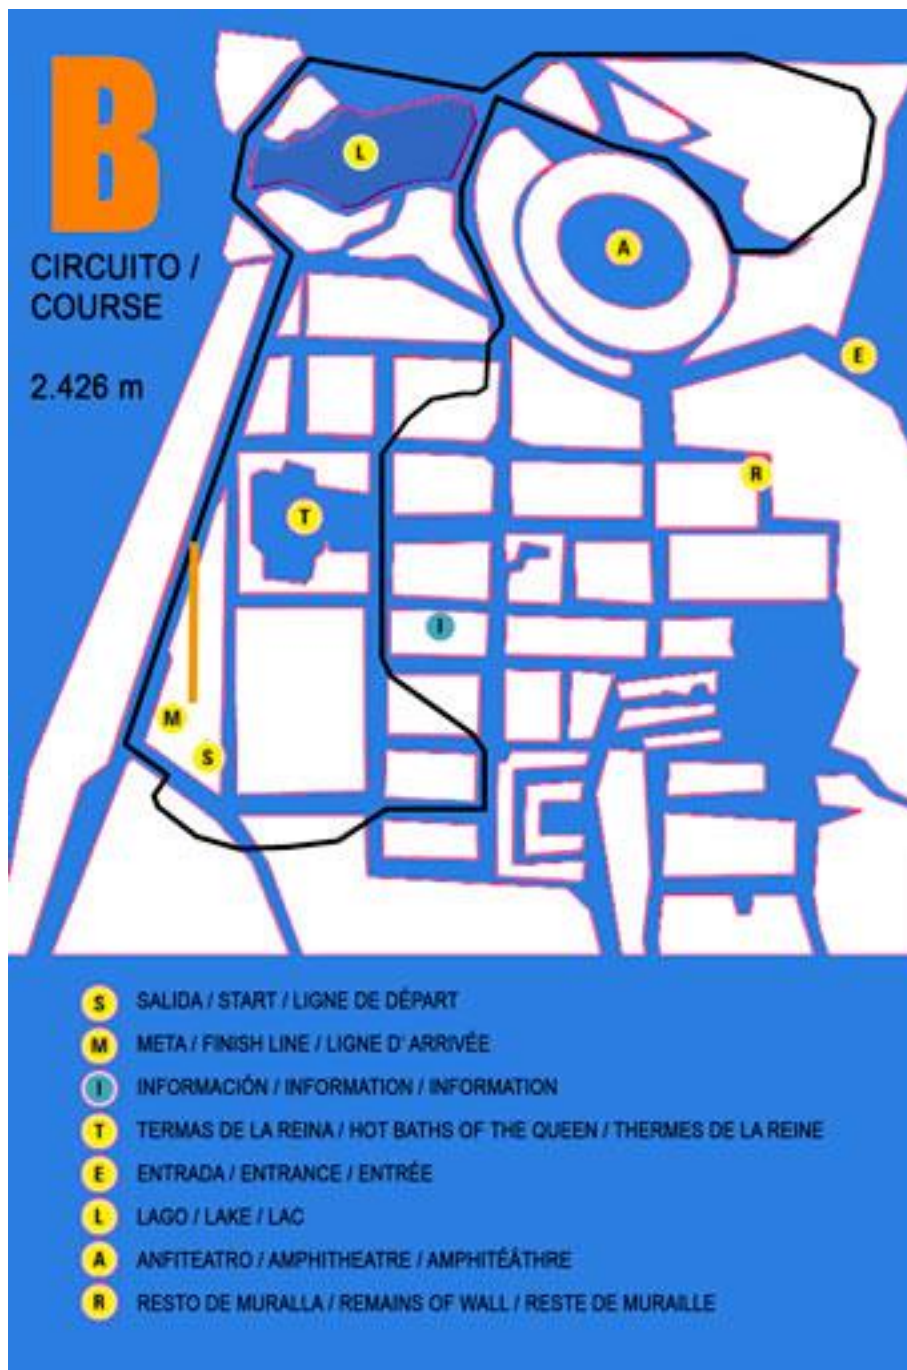 B
CIRCUITO /
COURSE
2.426 m
L
A
E
R
T
I
M
S
S SALIDA / START / LIGNE DE DÉPART
M META / FINISH LINE / LIGNE D' ARRIVÉE
I INFORMACIÓN / INFORMATION / INFORMATION
T TERMAS DE LA REINA / HOT BATHS OF THE QUEEN / THERMES DE LA REINE
E ENTRADA / ENTRANCE / ENTRÉE
L LAGO / LAKE / LAC
A ANFITEATRO / AMPHITHEATRE / AMPHITÉÂTHRE
R RESTO DE MURALLA / REMAINS OF WALL / RESTE DE MURAILLE